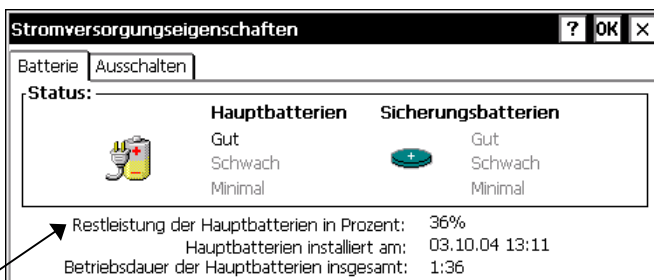 Stromversorgungseigenschaften ? OK ×
Batterie Ausschalten
Status:
Hauptbatterien Sicherungsbatterien
Gut Gut
Schwach Schwach
Minimal Minimal
Restleistung der Hauptbatterien in Prozent: 36%
Hauptbatterien installiert am: 03.10.04 13:11
Betriebsdauer der Hauptbatterien insgesamt: 1:36